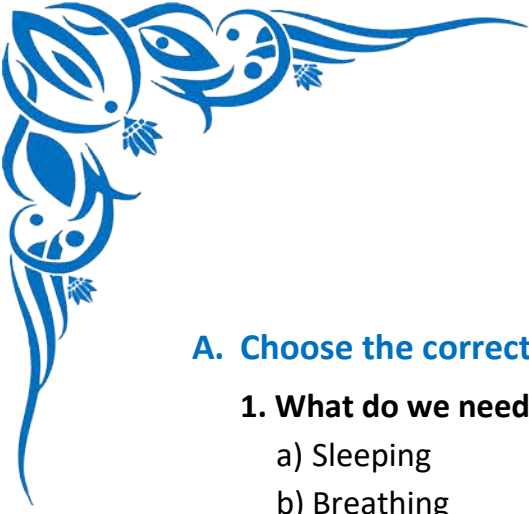 A. Choose the correct
1. What do we need
a) Sleeping
b) Breathing